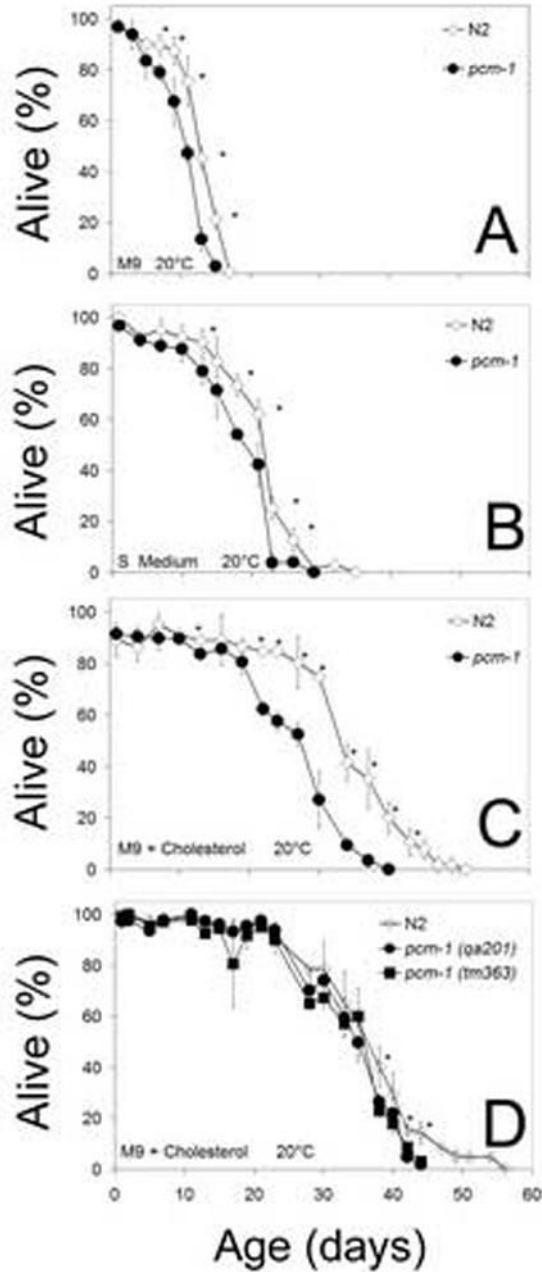 100
80
60
40
20
0
Alive (%)
N2
pcm-1
M9 20°C
A
100
80
60
40
20
0
Alive (%)
N2
pcm-1
S Medium 20°C
B
100
80
60
40
20
0
Alive (%)
N2
pcm-1
M9 + Cholesterol 20°C
C
100
80
60
40
20
0
Alive (%)
N2
pcm-1 (qa201)
pcm-1 (tm363)
M9 + Cholesterol 20°C
D
0 10 20 30 40 50 60
Age (days)